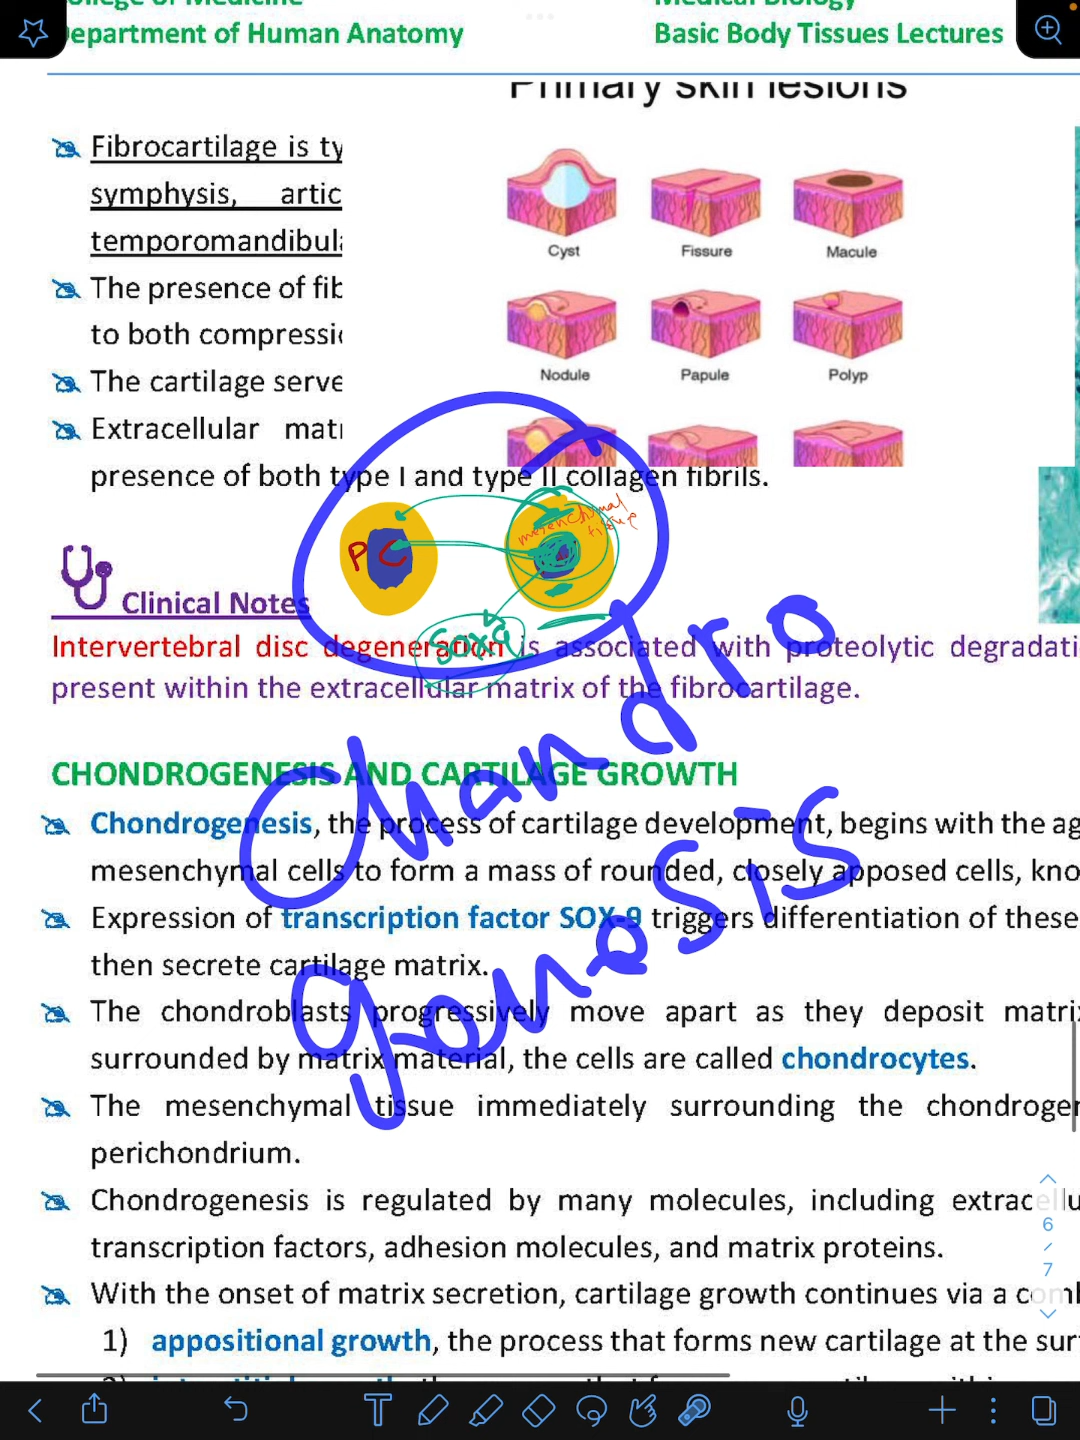 College of Medicine
Medical Biology
Department of Human Anatomy
Basic Body Tissues Lectures
Primary skin lesions
Fibrocartilage is ty
symphysis, artic
temporomandibul
The presence of fib
to both compressi
The cartilage serve
Extracellular mat
presence of both type I and type II collagen fibrils.
Cyst
Fissure
Macule
Nodule
Papule
Polyp
mesenchymal
tissue
PC
Sox9
Clinical Notes
Intervertebral disc degeneration is associated with proteolytic degradati
present within the extracellular matrix of the fibrocartilage.
Chondro
genesis
CHONDROGENESIS AND CARTILAGE GROWTH
Chondrogenesis, the process of cartilage development, begins with the ag
mesenchymal cells to form a mass of rounded, closely apposed cells, kno
Expression of transcription factor SOX-9 triggers differentiation of these
then secrete cartilage matrix.
The chondroblasts progressively move apart as they deposit matri
surrounded by matrix material, the cells are called chondrocytes.
The mesenchymal tissue immediately surrounding the chondroge
perichondrium.
Chondrogenesis is regulated by many molecules, including extracellu
transcription factors, adhesion molecules, and matrix proteins.
With the onset of matrix secretion, cartilage growth continues via a comb
1) appositional growth, the process that forms new cartilage at the sur
6
/
7
T